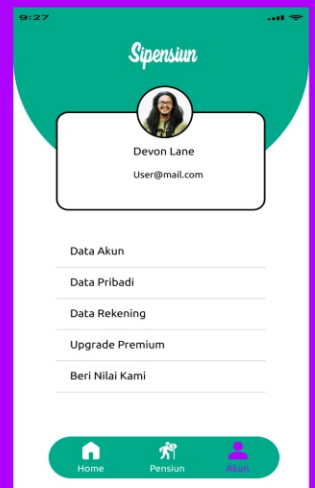 9:27
Sipensiun
Devon Lane
User@mail.com
Data Akun
Data Pribadi
Data Rekening
Upgrade Premium
Beri Nilai Kami
Home Pensiun Akun